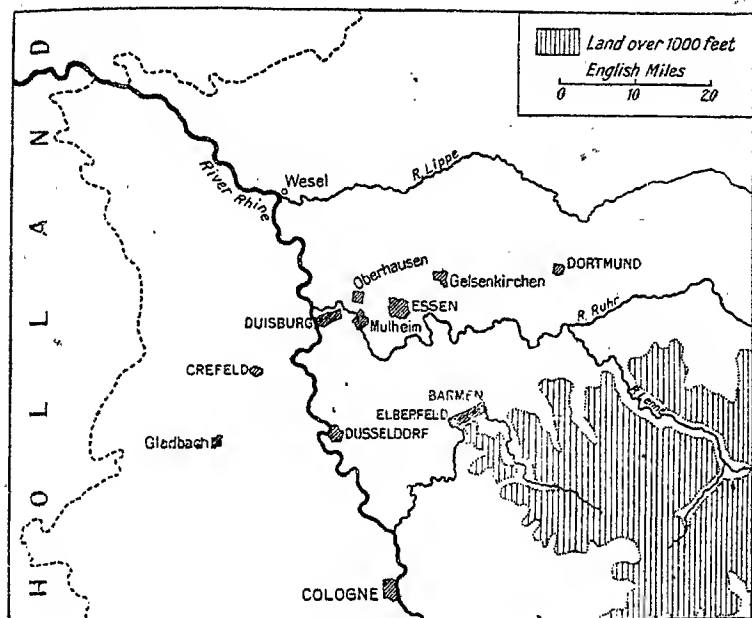 Land over 1000 feet
English Miles
0 10 20
HOLLAND
River Rhine
Wesel
R. Lippe
Oberhausen
Gelsenkirchen
DORTMUND
ESSEN
DUISBURG
Mulheim
R. Ruhr
CREFELD
BARMEN
ELBERFELD
R. Lenne
Gladbach
DUSSELDORF
COLOGNE